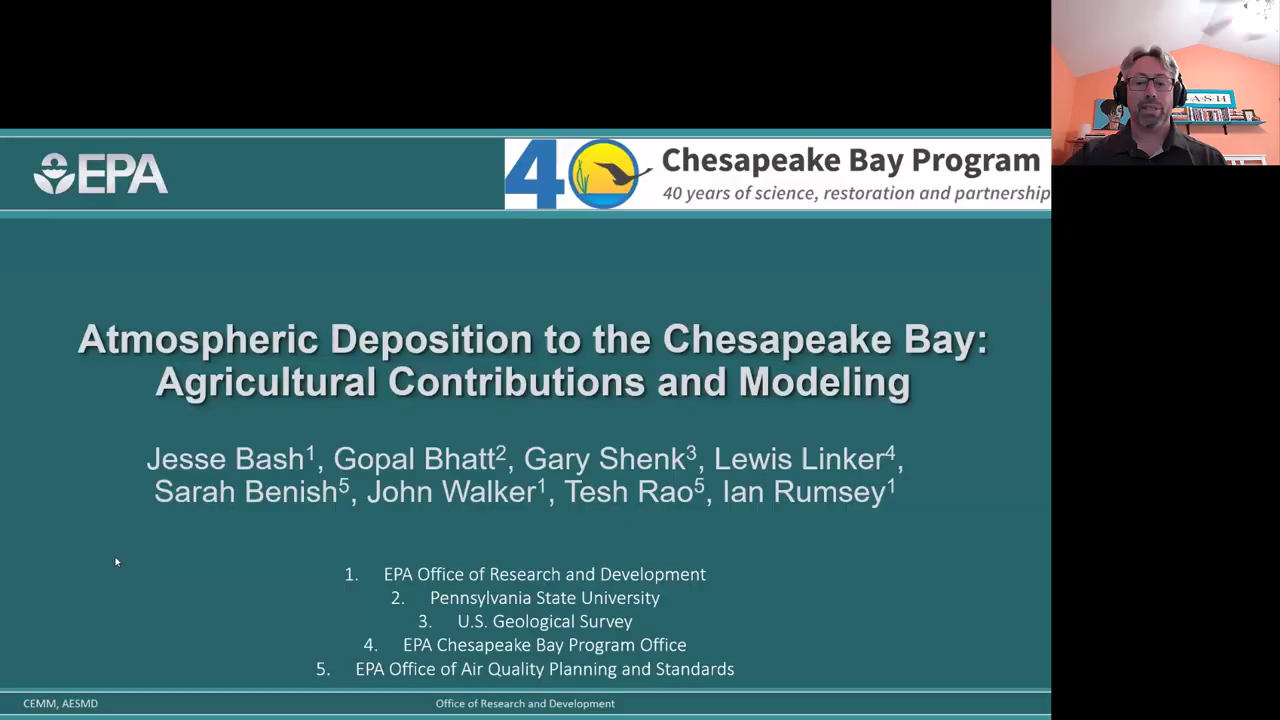 EPA
40
Chesapeake Bay Program
40 years of science, restoration and partnership
Atmospheric Deposition to the Chesapeake Bay:
Agricultural Contributions and Modeling
Jesse Bash1, Gopal Bhatt2, Gary Shenk3, Lewis Linker4,
Sarah Benish5, John Walker1, Tesh Rao5, Ian Rumsey1
1. EPA Office of Research and Development
2. Pennsylvania State University
3. U.S. Geological Survey
4. EPA Chesapeake Bay Program Office
5. EPA Office of Air Quality Planning and Standards
CEMM, AESMD
Office of Research and Development